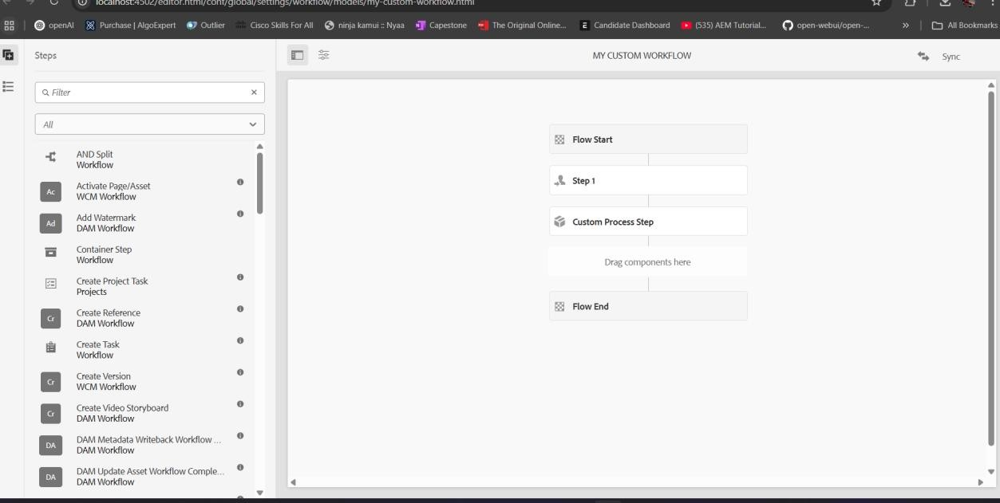 localhost:4502/editor.html/conf/global/settings/workflow/models/my-custom-workflow.html
openAI Purchase | AlgoExpert Outlier Cisco Skills For All ninja kamui :: Nyaa Capestone The Original Online... Candidate Dashboard (535) AEM Tutorial... open-webui/open-... » All Bookmarks
Steps
MY CUSTOM WORKFLOW
Sync
Filter
All
AND Split
Workflow
Ac
Activate Page/Asset
WCM Workflow
Ad
Add Watermark
DAM Workflow
Container Step
Workflow
Create Project Task
Projects
Cr
Create Reference
DAM Workflow
Create Task
Workflow
Cr
Create Version
WCM Workflow
Cr
Create Video Storyboard
DAM Workflow
DA
DAM Metadata Writeback Workflow ...
DAM Workflow
DA
DAM Update Asset Workflow Comple...
DAM Workflow
Flow Start
Step 1
Custom Process Step
Drag components here
Flow End